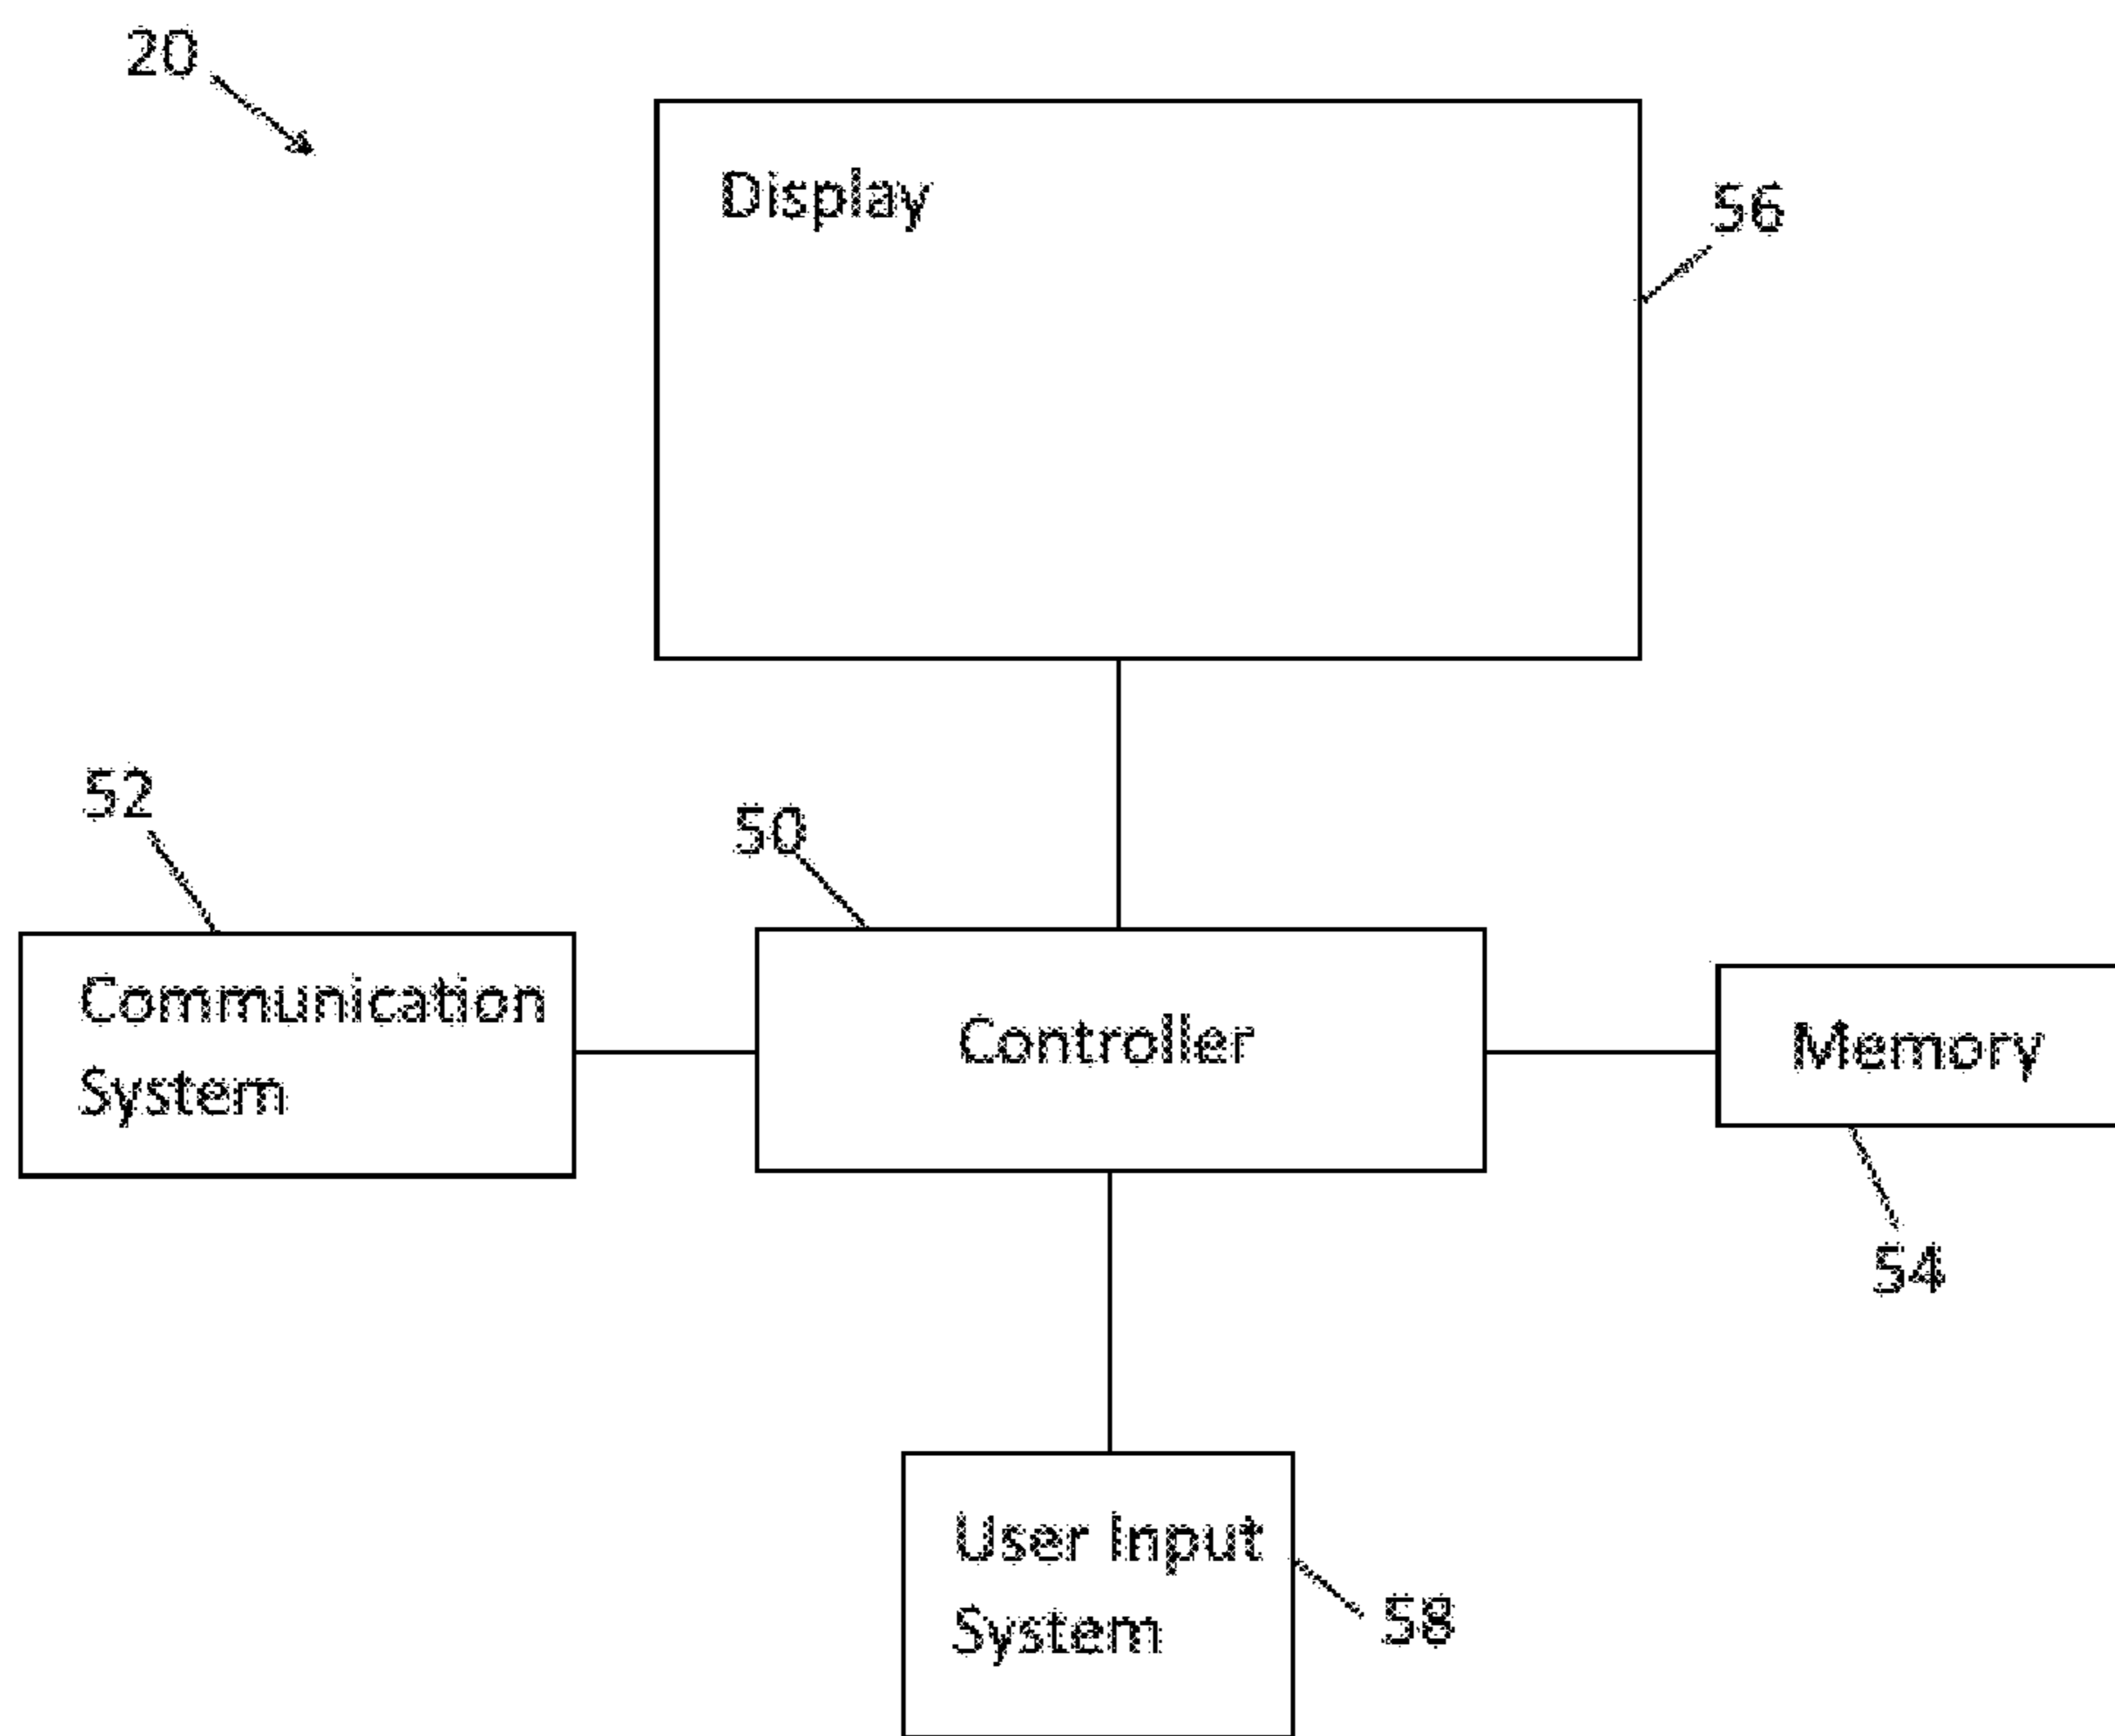 20
Display
56
52
50
Communication
System
Controller
Memory
54
User Input
System
58